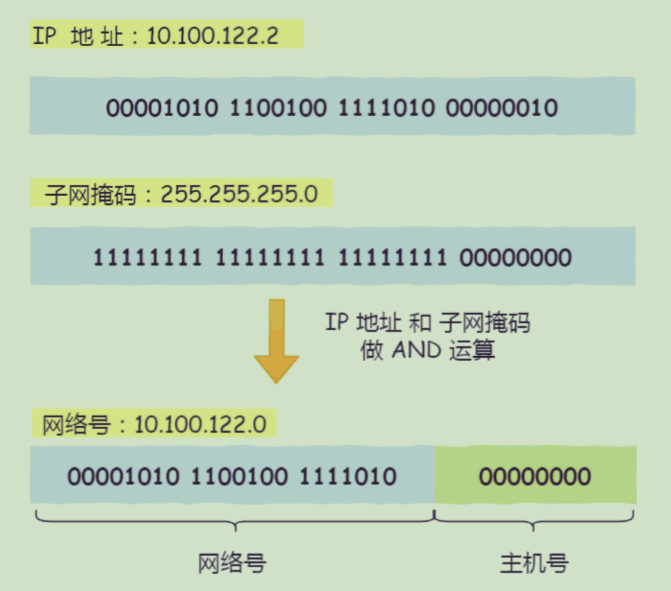 IP 地址：10.100.122.2
00001010 1100100 1111010 00000010
子网掩码：255.255.255.0
11111111 11111111 11111111 00000000
IP 地址 和 子网掩码
做 AND 运算
网络号：10.100.122.0
00001010 1100100 1111010 00000000
网络号 主机号